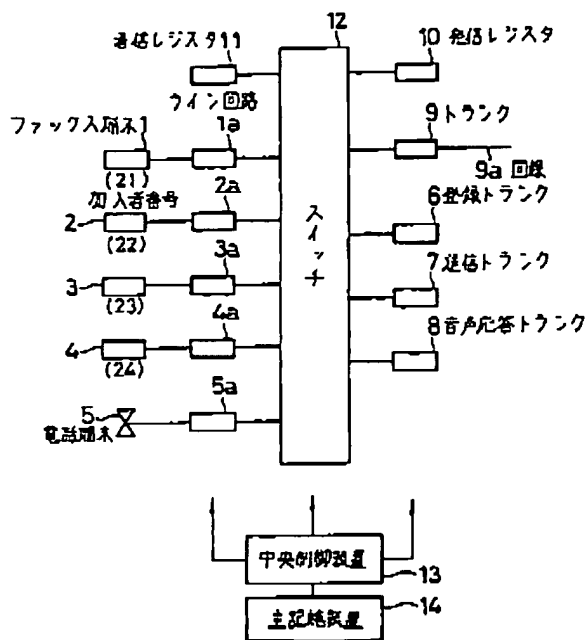 12
着信レジスタ11
10 発信レジスタ
ライン回路
ファックス端末1
1a
9 トランク
(21)
9a 回線
加入者番号
2
2a
6 登録トランク
(22)
スイッチ
3
3a
7 送信トランク
(23)
4
4a
8 音声応答トランク
(24)
5
5a
電話端末
中央制御装置
13
主記憶装置
14